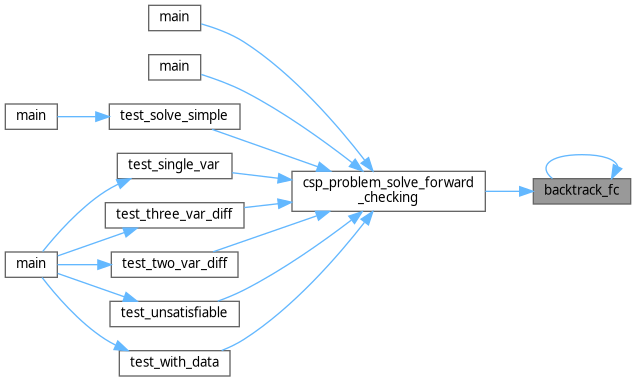 main
main
main
test_solve_simple
test_single_var
csp_problem_solve_forward
_checking
backtrack_fc
test_three_var_diff
main
test_two_var_diff
test_unsatisfiable
test_with_data